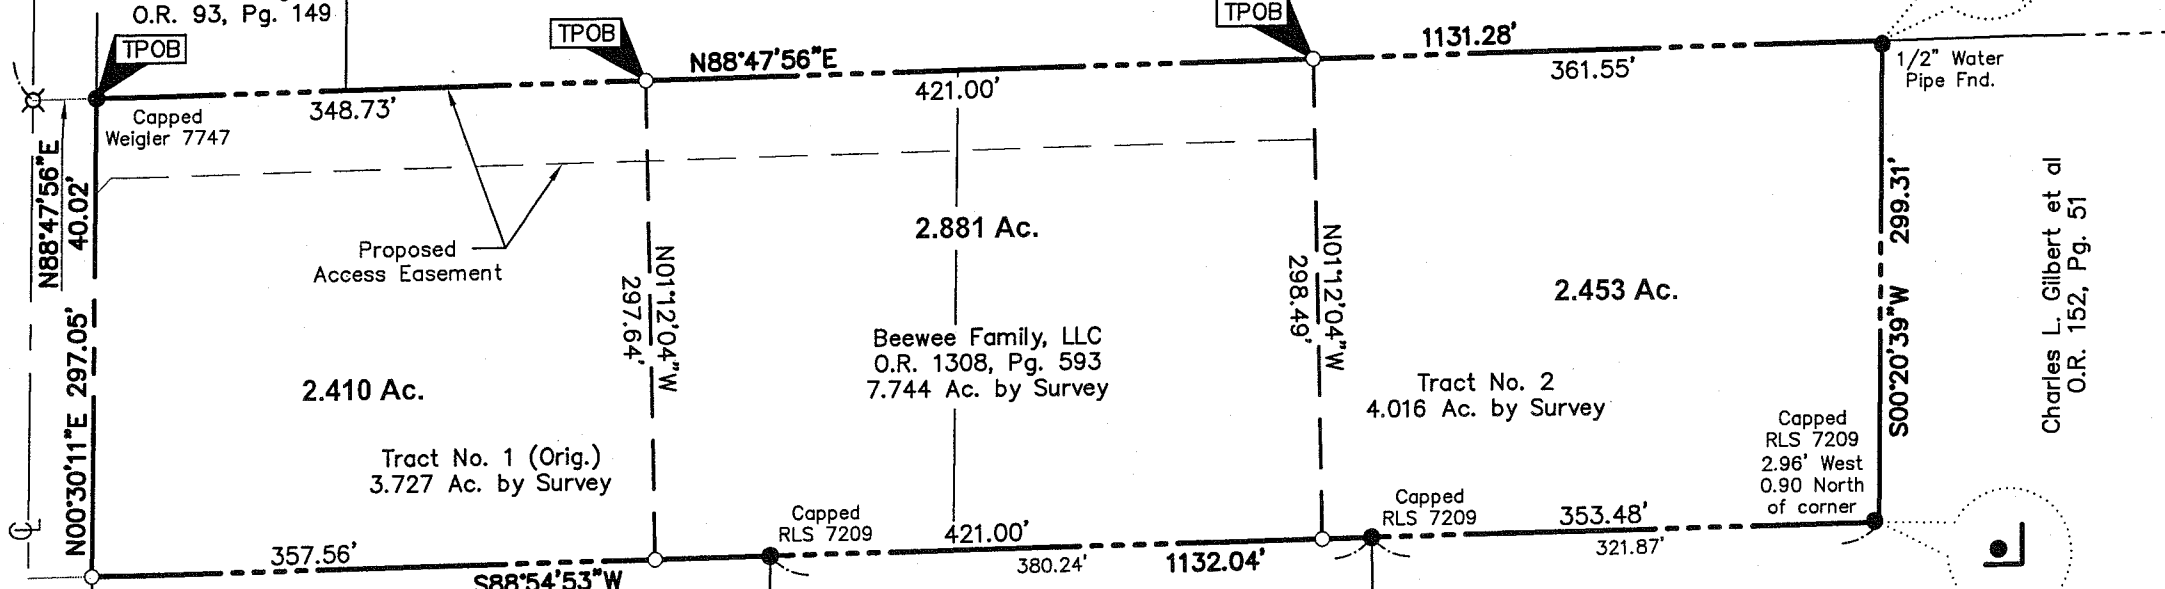 O.R. 93, Pg. 149
TPOB
TPOB
TPOB
N88°47'56"E
1131.28'
348.73'
421.00'
361.55'
1/2" Water
Pipe Fnd.
Capped
Weigler 7747
N88°47'56"E
40.02'
Proposed
Access Easement
2.881 Ac.
2.453 Ac.
2.410 Ac.
N01°12'04"W
297.64'
N01°12'04"W
298.49'
N00°30'11"E 297.05'
S00°20'39"W 299.31'
Charles L. Gilbert et al
O.R. 152, Pg. 51
Beewee Family, LLC
O.R. 1308, Pg. 593
7.744 Ac. by Survey
Tract No. 2
4.016 Ac. by Survey
Tract No. 1 (Orig.)
3.727 Ac. by Survey
Capped
RLS 7209
2.96' West
0.90 North
of corner
Capped
RLS 7209
Capped
RLS 7209
357.56'
421.00'
353.48'
S88°54'53"W
380.24'
1132.04'
321.87'